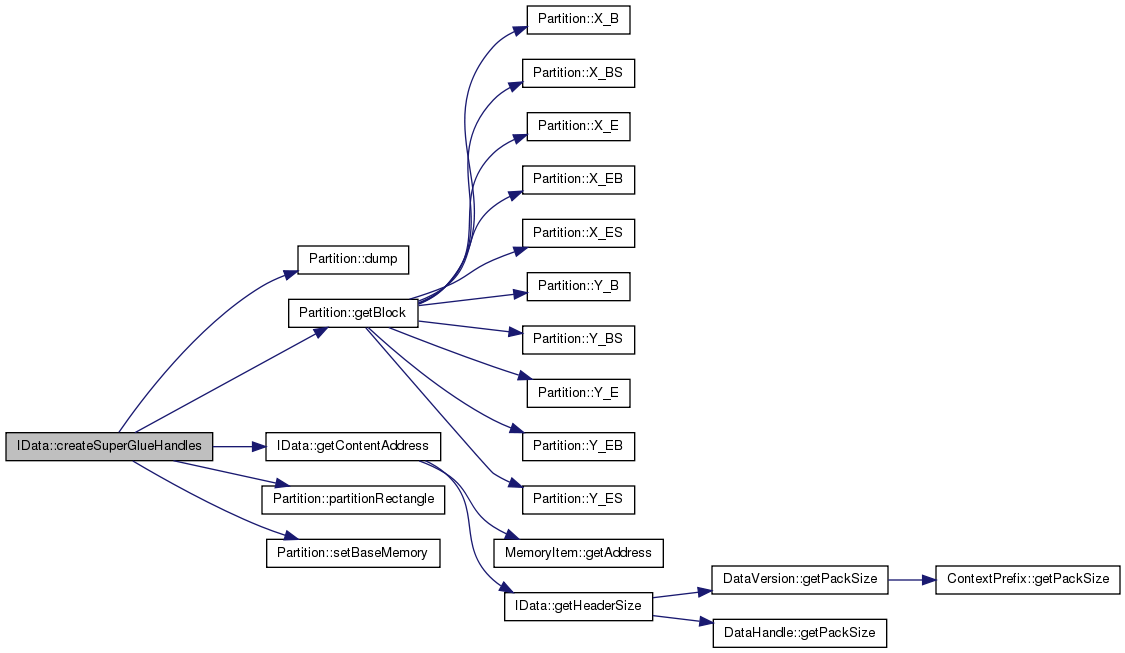 Partition::X_B
Partition::X_BS
Partition::X_E
Partition::X_EB
Partition::X_ES
Partition::dump
Partition::Y_B
Partition::getBlock
Partition::Y_BS
Partition::Y_E
IData::createSuperGlueHandles
IData::getContentAddress
Partition::Y_EB
Partition::partitionRectangle
Partition::Y_ES
Partition::setBaseMemory
MemoryItem::getAddress
DataVersion::getPackSize
ContextPrefix::getPackSize
IData::getHeaderSize
DataHandle::getPackSize